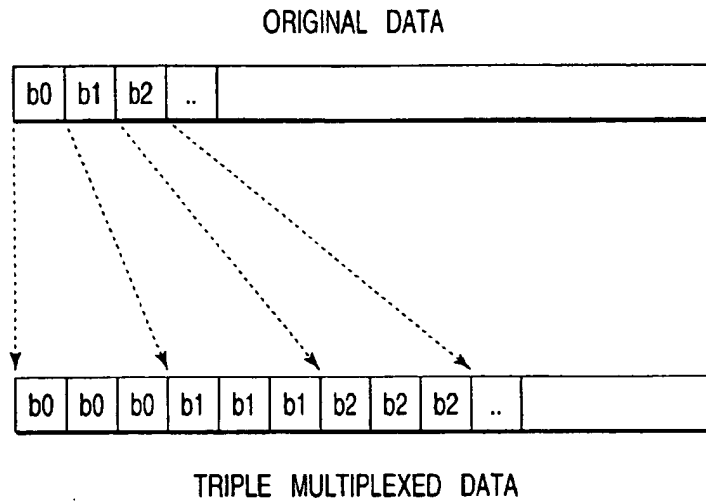 ORIGINAL DATA
b0 b1 b2 ..
b0 b0 b0 b1 b1 b1 b2 b2 b2 ..
TRIPLE MULTIPLEXED DATA